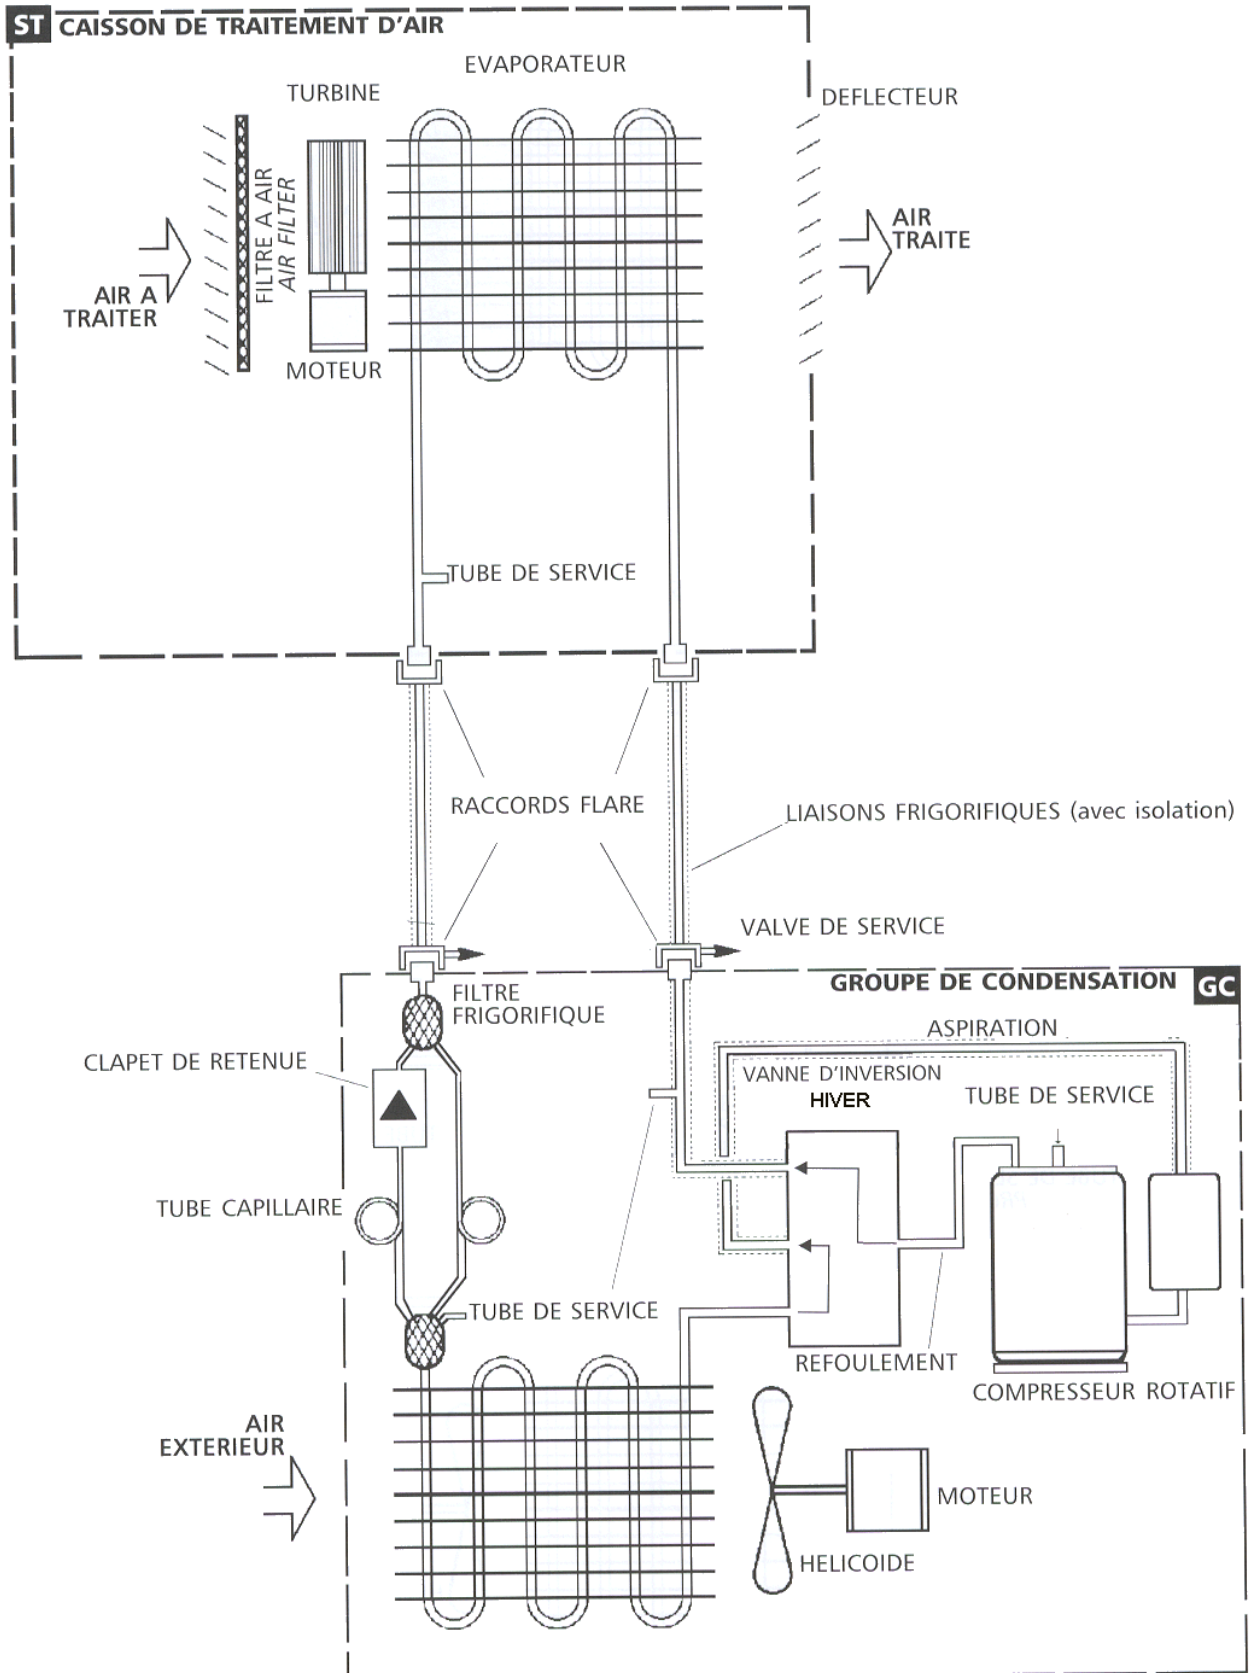 ST CAISSON DE TRAITEMENT D'AIR
EVAPORATEUR
TURBINE
DEFLECTEUR
FILTRE A AIR
AIR FILTER
AIR
TRAITE
AIR A
TRAITER
MOTEUR
TUBE DE SERVICE
RACCORDS FLARE
LIAISONS FRIGORIFIQUES (avec isolation)
VALVE DE SERVICE
GROUPE DE CONDENSATION GC
FILTRE
FRIGORIFIQUE
ASPIRATION
CLAPET DE RETENUE
VANNE D'INVERSION
HIVER
TUBE DE SERVICE
TUBE CAPILLAIRE
TUBE DE SERVICE
REFOULEMENT
COMPRESSEUR ROTATIF
AIR
EXTERIEUR
MOTEUR
HELICOIDE